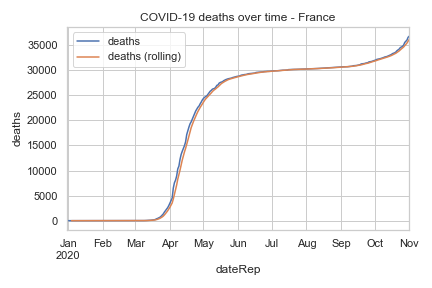 COVID-19 deaths over time - France
deaths
deaths (rolling)
35000
30000
25000
20000
15000
10000
5000
0
deaths
Jan Feb Mar Apr May Jun Jul Aug Sep Oct Nov
2020
dateRep